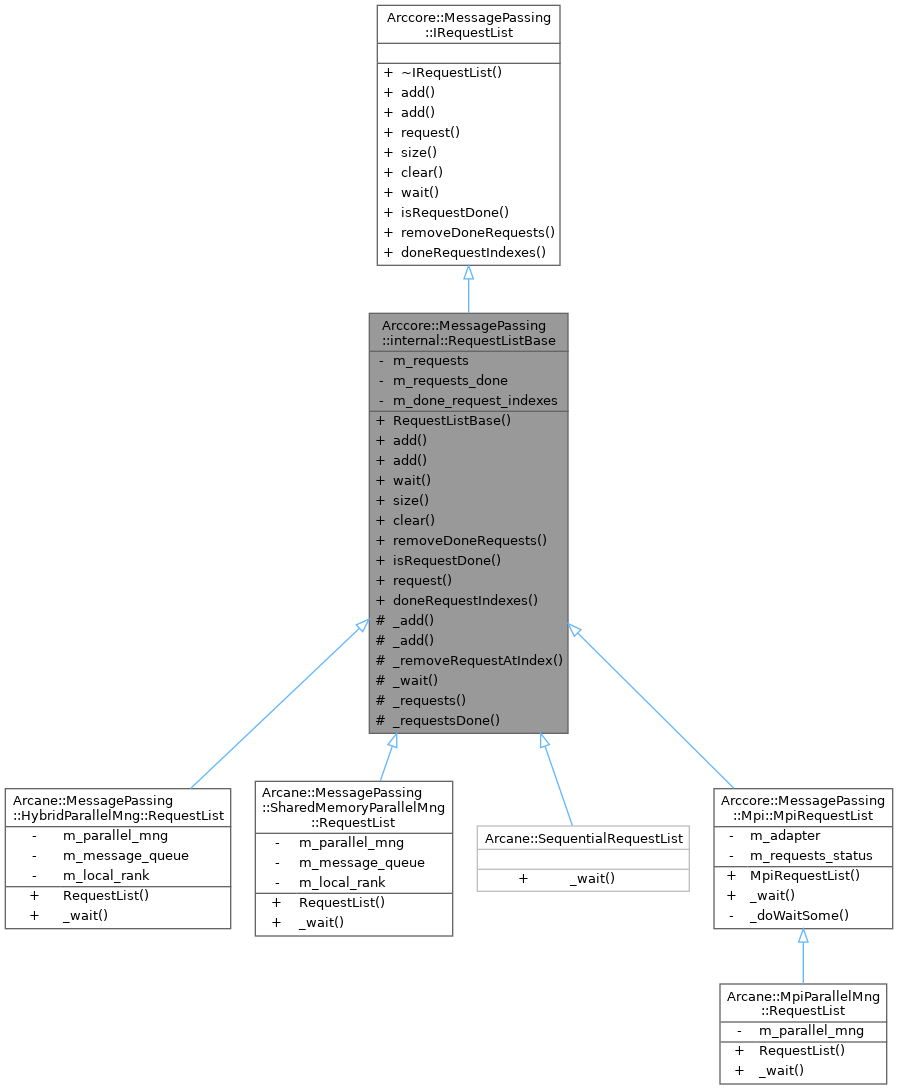 Arccore::MessagePassing
::IRequestList
+ ~IRequestList()
+ add()
+ add()
+ request()
+ size()
+ clear()
+ wait()
+ isRequestDone()
+ removeDoneRequests()
+ doneRequestIndexes()
Arccore::MessagePassing
::internal::RequestListBase
- m_requests
- m_requests_done
- m_done_request_indexes
+ RequestListBase()
+ add()
+ add()
+ wait()
+ size()
+ clear()
+ removeDoneRequests()
+ isRequestDone()
+ request()
+ doneRequestIndexes()
# _add()
# _add()
# _removeRequestAtIndex()
# _wait()
# _requests()
# _requestsDone()
Arcane::MessagePassing
::HybridParallelMng::RequestList
- m_parallel_mng
- m_message_queue
- m_local_rank
+ RequestList()
+ _wait()
Arcane::MessagePassing
::SharedMemoryParallelMng
::RequestList
- m_parallel_mng
- m_message_queue
- m_local_rank
+ RequestList()
+ _wait()
Arcane::SequentialRequestList
+ _wait()
Arccore::MessagePassing
::Mpi::MpiRequestList
- m_adapter
- m_requests_status
+ MpiRequestList()
+ _wait()
- _doWaitSome()
Arcane::MpiParallelMng
::RequestList
- m_parallel_mng
+ RequestList()
+ _wait()